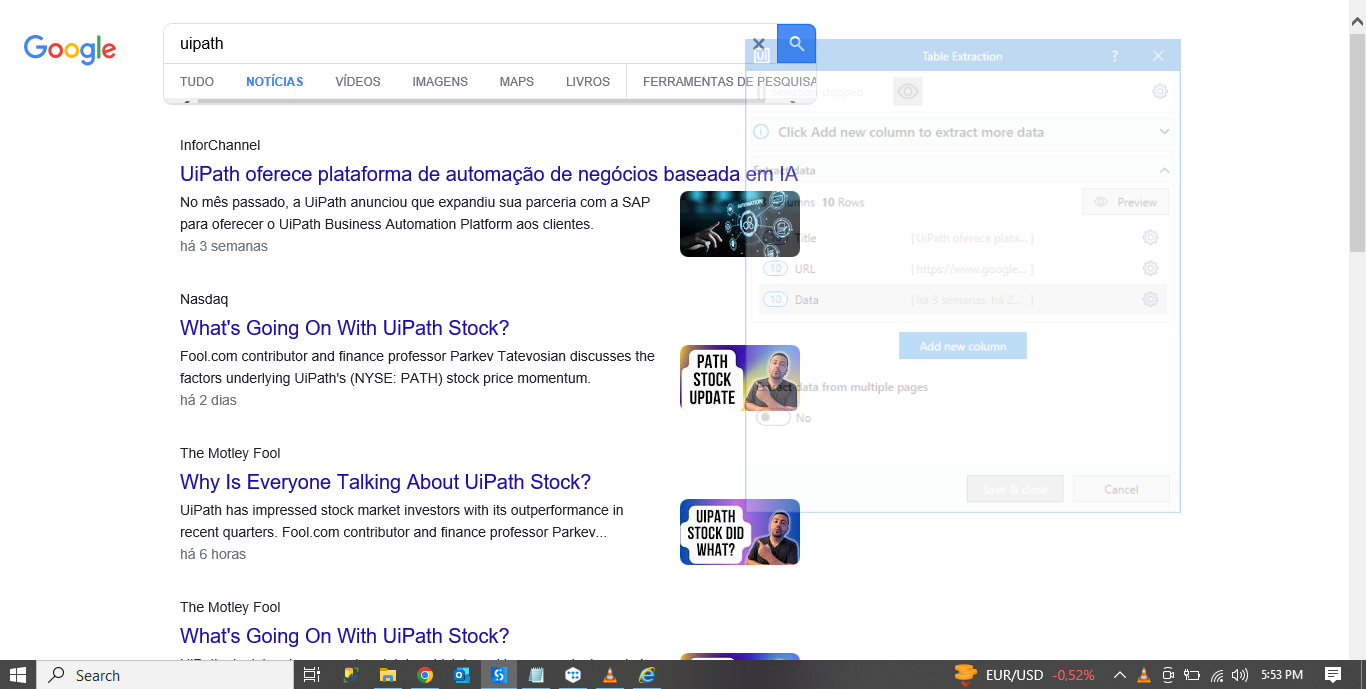 Google
uipath
TUDO NOTÍCIAS VÍDEOS IMAGENS MAPS LIVROS FERRAMENTAS DE PESQUISA
InforChannel
UiPath oferece plataforma de automação de negócios baseada em IA
No mês passado, a UiPath anunciou que expandiu sua parceria com a SAP
para oferecer o UiPath Business Automation Platform aos clientes.
há 3 semanas
AUTOMATION
Nasdaq
What's Going On With UiPath Stock?
Fool.com contributor and finance professor Parkev Tatevosian discusses the
factors underlying UiPath's (NYSE: PATH) stock price momentum.
há 2 dias
PATH
STOCK
UPDATE
The Motley Fool
Why Is Everyone Talking About UiPath Stock?
UiPath has impressed stock market investors with its outperformance in
recent quarters. Fool.com contributor and finance professor Parkev...
há 6 horas
UIPATH
STOCK DID
WHAT?
The Motley Fool
What's Going On With UiPath Stock?
Ui Table Extraction ?
Selection stopped
Click Add new column to extract more data
Extract data
10 Rows
Preview
Title [ UiPath oferece plata... ]
10 URL [ https://www.google... ]
10 Data [ há 3 semanas, há 2... ]
Add new column
Extract data from multiple pages
No
Save & close Cancel
Search
EUR/USD -0,52%
5:53 PM